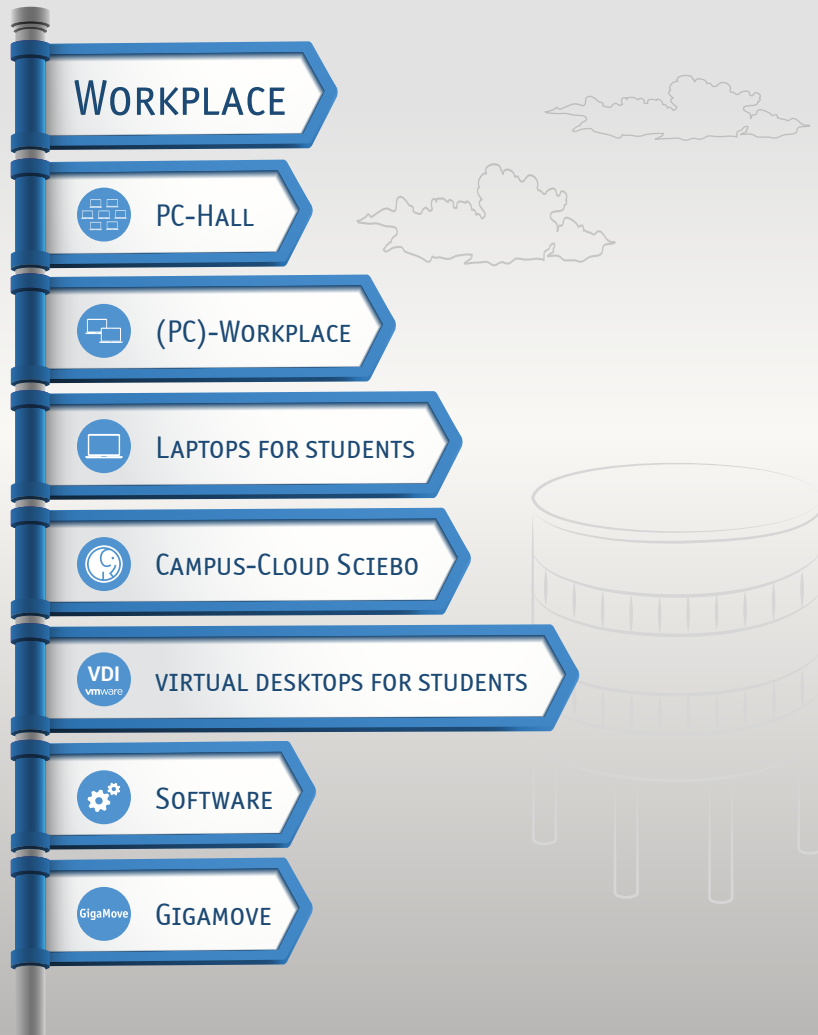 Workplace
PC-Hall
(PC)-Workplace
Laptops for students
Campus-Cloud Sciebo
VDI
vmware
virtual desktops for students
Software
GigaMove
Gigamove